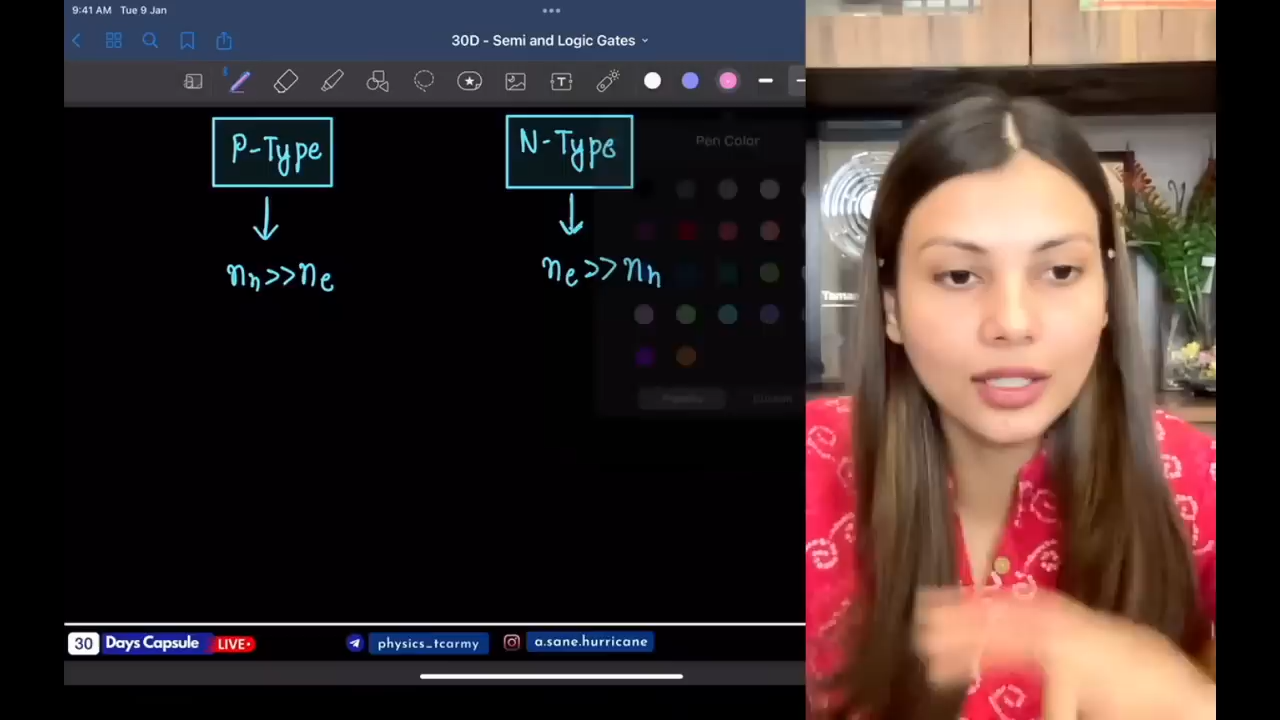 9:41 AM Tue 9 Jan
30D - Semi and Logic Gates
T
Pen Color
P-Type
N-Type
nh>>ne
ne>>nh
30 Days Capsule LIVE
physics_tcarmy
a.sane.hurricane